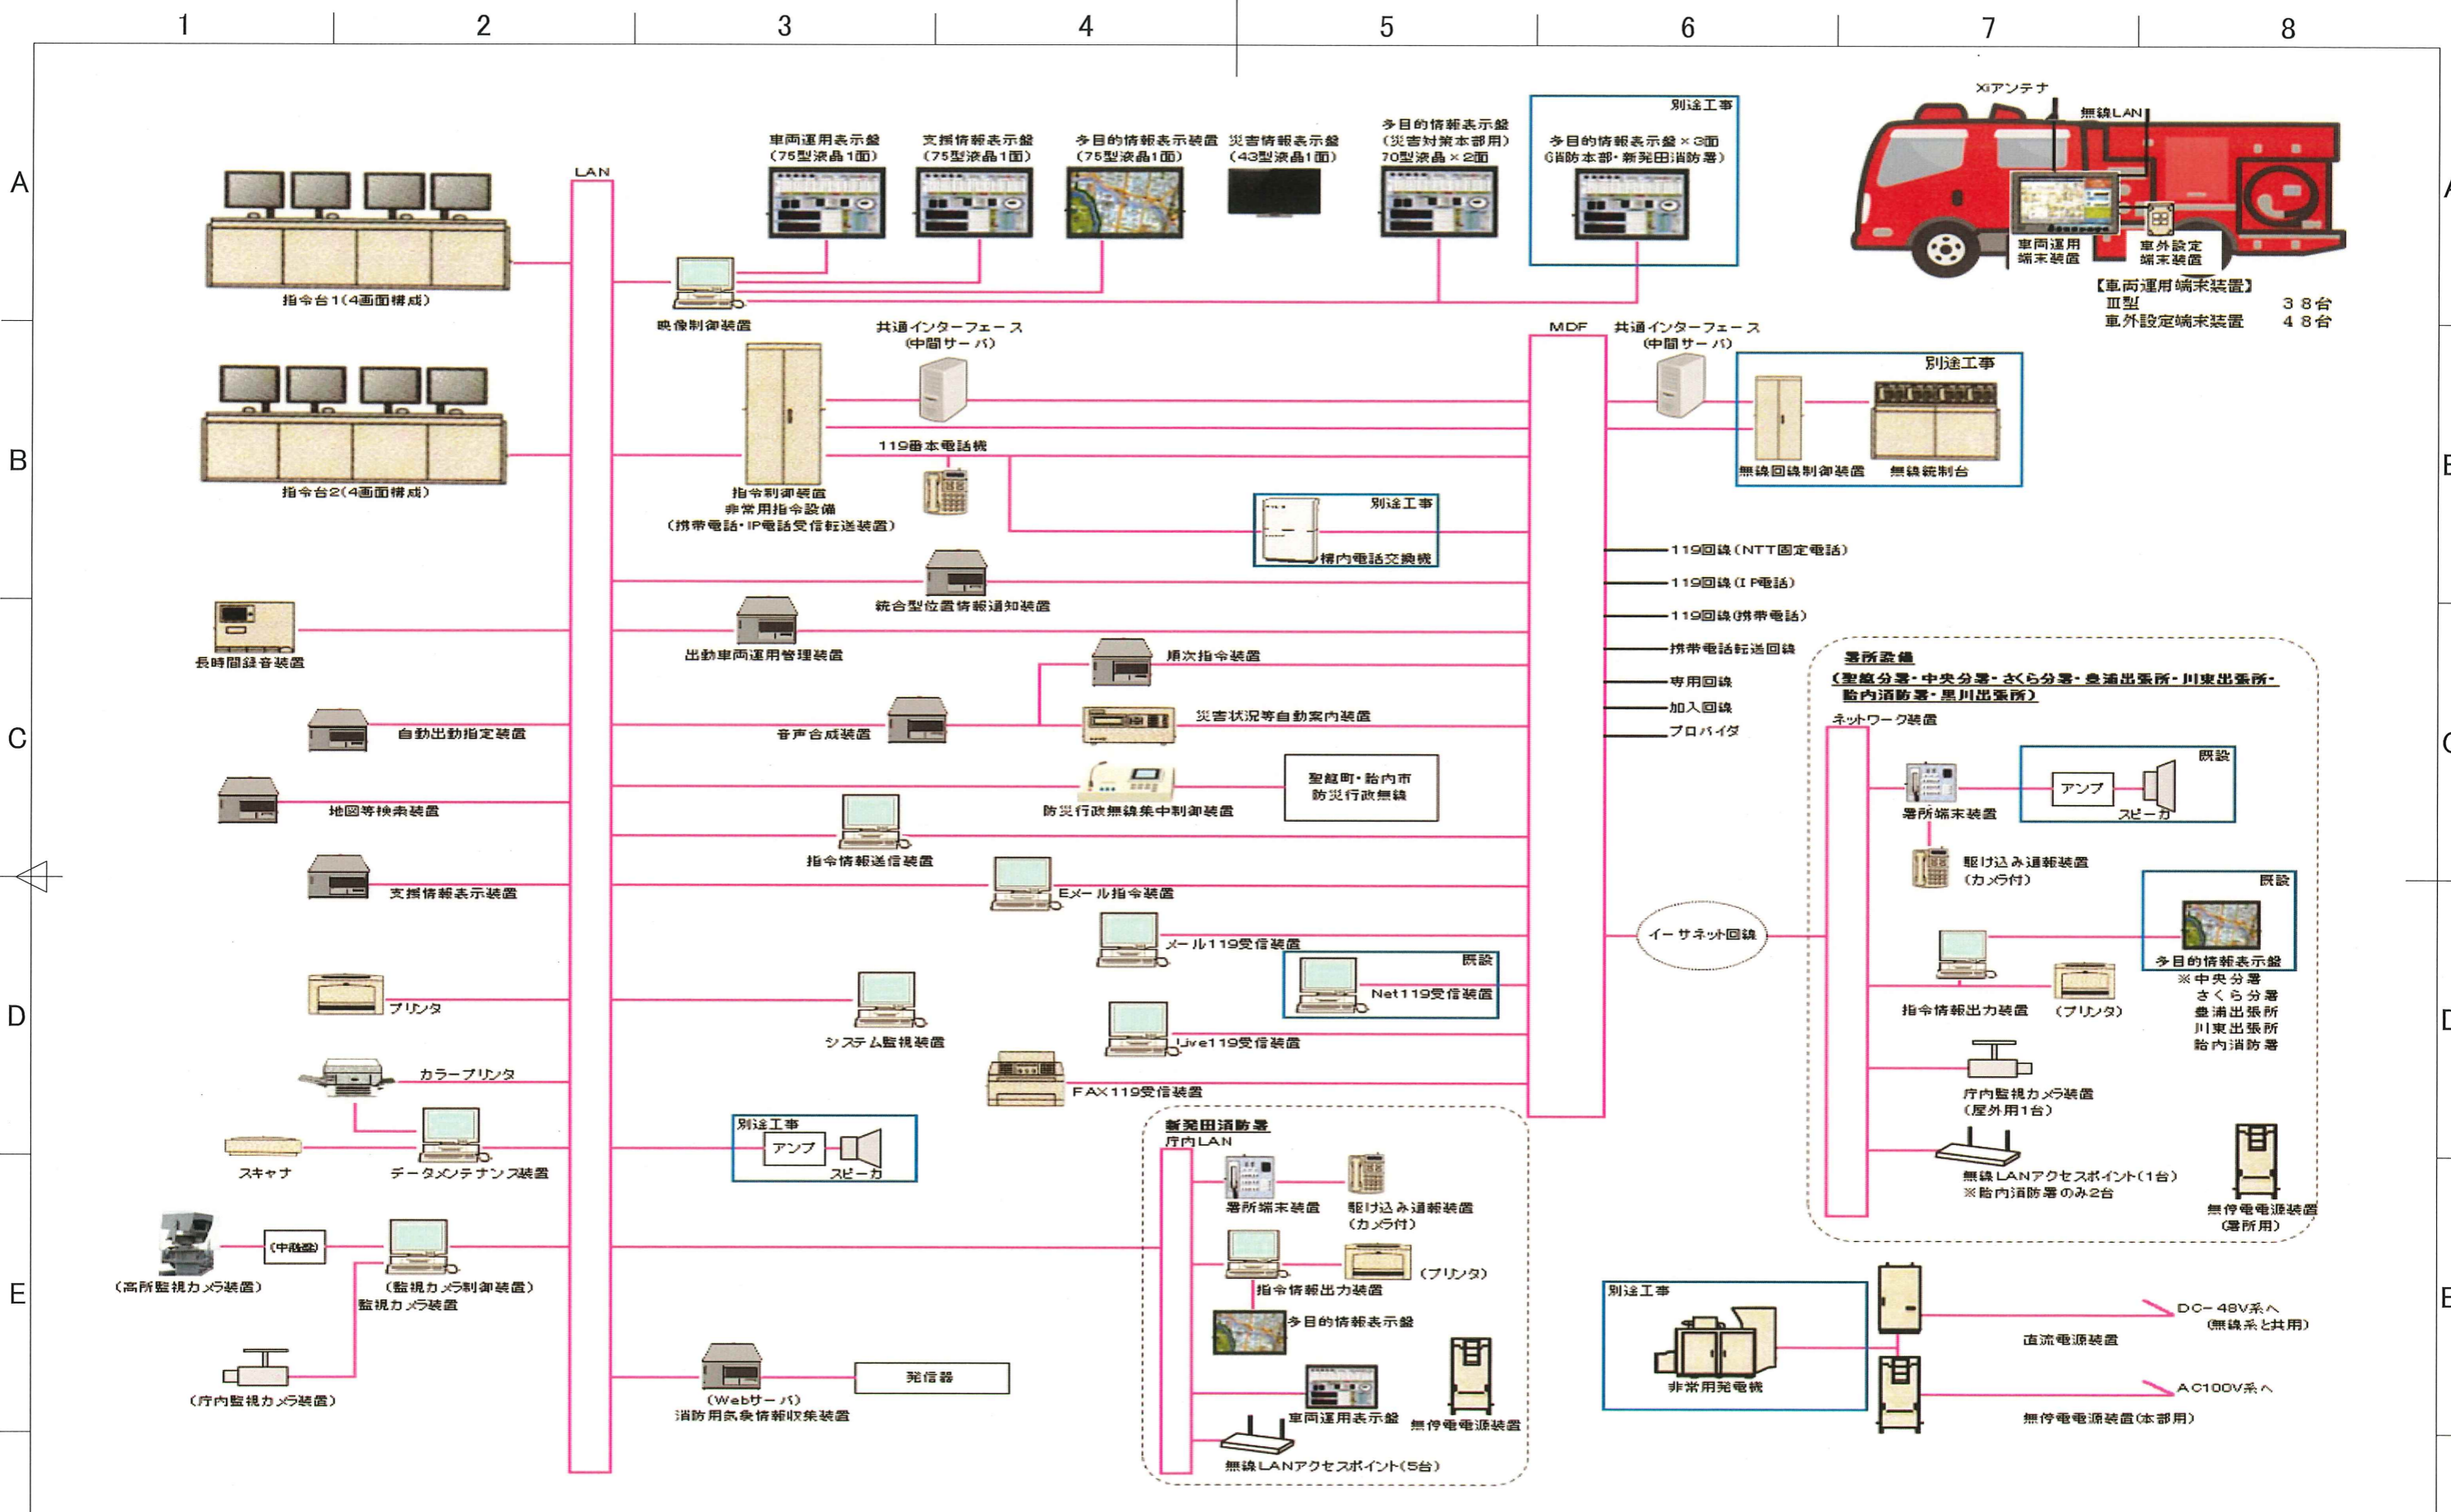 1 2 3 4 5 6 7 8
A
B
C
D
E
LAN
指令台1(4画面構成)
指令台2(4画面構成)
長時間録音装置
自動出動指定装置
地図等検索装置
支援情報表示装置
プリンタ
カラープリンタ
スキャナ
データメンテナンス装置
(高所監視カメラ装置)
(中継盤)
(監視カメラ制御装置)
監視カメラ装置
(庁内監視カメラ装置)
車両運用表示盤
(75型液晶1面)
支援情報表示盤
(75型液晶1面)
多目的情報表示装置
(75型液晶1面)
災害情報表示盤
(43型液晶1面)
多目的情報表示盤
(災害対策本部用)
70型液晶×2面
別途工事
多目的情報表示盤×3面
(消防本部・新発田消防署)
映像制御装置
共通インターフェース
(中間サーバ)
119番本電話機
指令制御装置
非常用指令設備
(携帯電話・IP電話受信転送装置)
別途工事
構内電話交換機
統合型位置情報通知装置
出動車両運用管理装置
順次指令装置
音声合成装置
災害状況等自動案内装置
防災行政無線集中制御装置
聖籠町・胎内市
防災行政無線
指令情報送信装置
Eメール指令装置
メール119受信装置
既設
Net119受信装置
システム監視装置
Live119受信装置
FAX119受信装置
別途工事
アンプ
スピーカ
(Webサーバ)
消防用気象情報収集装置
発信器
新発田消防署
庁内LAN
署所端末装置
駆け込み通報装置
(カメラ付)
指令情報出力装置
(プリンタ)
多目的情報表示盤
車両運用表示盤
無停電電源装置
無線LANアクセスポイント(5台)
MDF
共通インターフェース
(中間サーバ)
別途工事
無線回線制御装置
無線統制台
119回線(NTT固定電話)
119回線(IP電話)
119回線(携帯電話)
携帯電話転送回線
専用回線
加入回線
プロバイダ
イーサネット回線
Xiアンテナ
無線LAN
車両運用
端末装置
車外設定
端末装置
【車両運用端末装置】
Ⅲ型 38台
車外設定端末装置 48台
署所設備
(聖籠分署・中央分署・さくら分署・豊浦出張所・川東出張所・
胎内消防署・黒川出張所)
ネットワーク装置
署所端末装置
既設
アンプ
スピーカ
駆け込み通報装置
(カメラ付)
既設
多目的情報表示盤
※中央分署
さくら分署
豊浦出張所
川東出張所
胎内消防署
指令情報出力装置
(プリンタ)
庁内監視カメラ装置
(屋外用1台)
無線LANアクセスポイント(1台)
※胎内消防署のみ2台
無停電電源装置
(署所用)
別途工事
非常用発電機
DC-48V系へ
(無線系と共用)
直流電源装置
AC100V系へ
無停電電源装置(本部用)
A
B
C
D
E